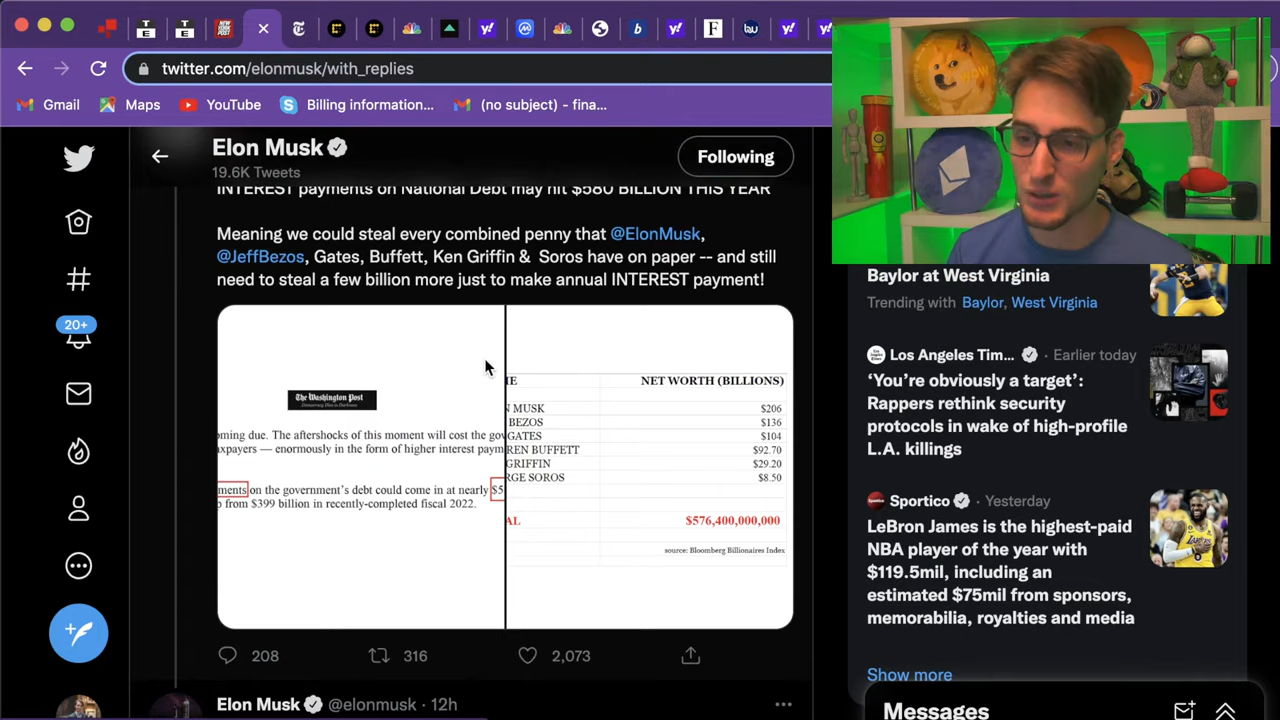 twitter.com/elonmusk/with_replies
Gmail
Maps
YouTube
Billing information...
(no subject) - fina...
Elon Musk
19.6K Tweets
Following
INTEREST payments on National Debt may hit $580 BILLION THIS YEAR
Meaning we could steal every combined penny that @ElonMusk,
@JeffBezos, Gates, Buffett, Ken Griffin & Soros have on paper -- and still
need to steal a few billion more just to make annual INTEREST payment!
The Washington Post
Democracy Dies in Darkness
oming due. The aftershocks of this moment will cost the gov
axpayers — enormously in the form of higher interest paym
ments on the government's debt could come in at nearly $5
o from $399 billion in recently-completed fiscal 2022.
ME NET WORTH (BILLIONS)
N MUSK $206
BEZOS $136
GATES $104
REN BUFFETT $92.70
GRIFFIN $29.20
RGE SOROS $8.50
AL $576,400,000,000
source: Bloomberg Billionaires Index
208
316
2,073
Elon Musk @elonmusk · 12h
20+
Baylor at West Virginia
Trending with Baylor, West Virginia
Los Angeles Tim... · Earlier today
‘You’re obviously a target’:
Rappers rethink security
protocols in wake of high-profile
L.A. killings
Sportico · Yesterday
LeBron James is the highest-paid
NBA player of the year with
$119.5mil, including an
estimated $75mil from sponsors,
memorabilia, royalties and media
Show more
Messages